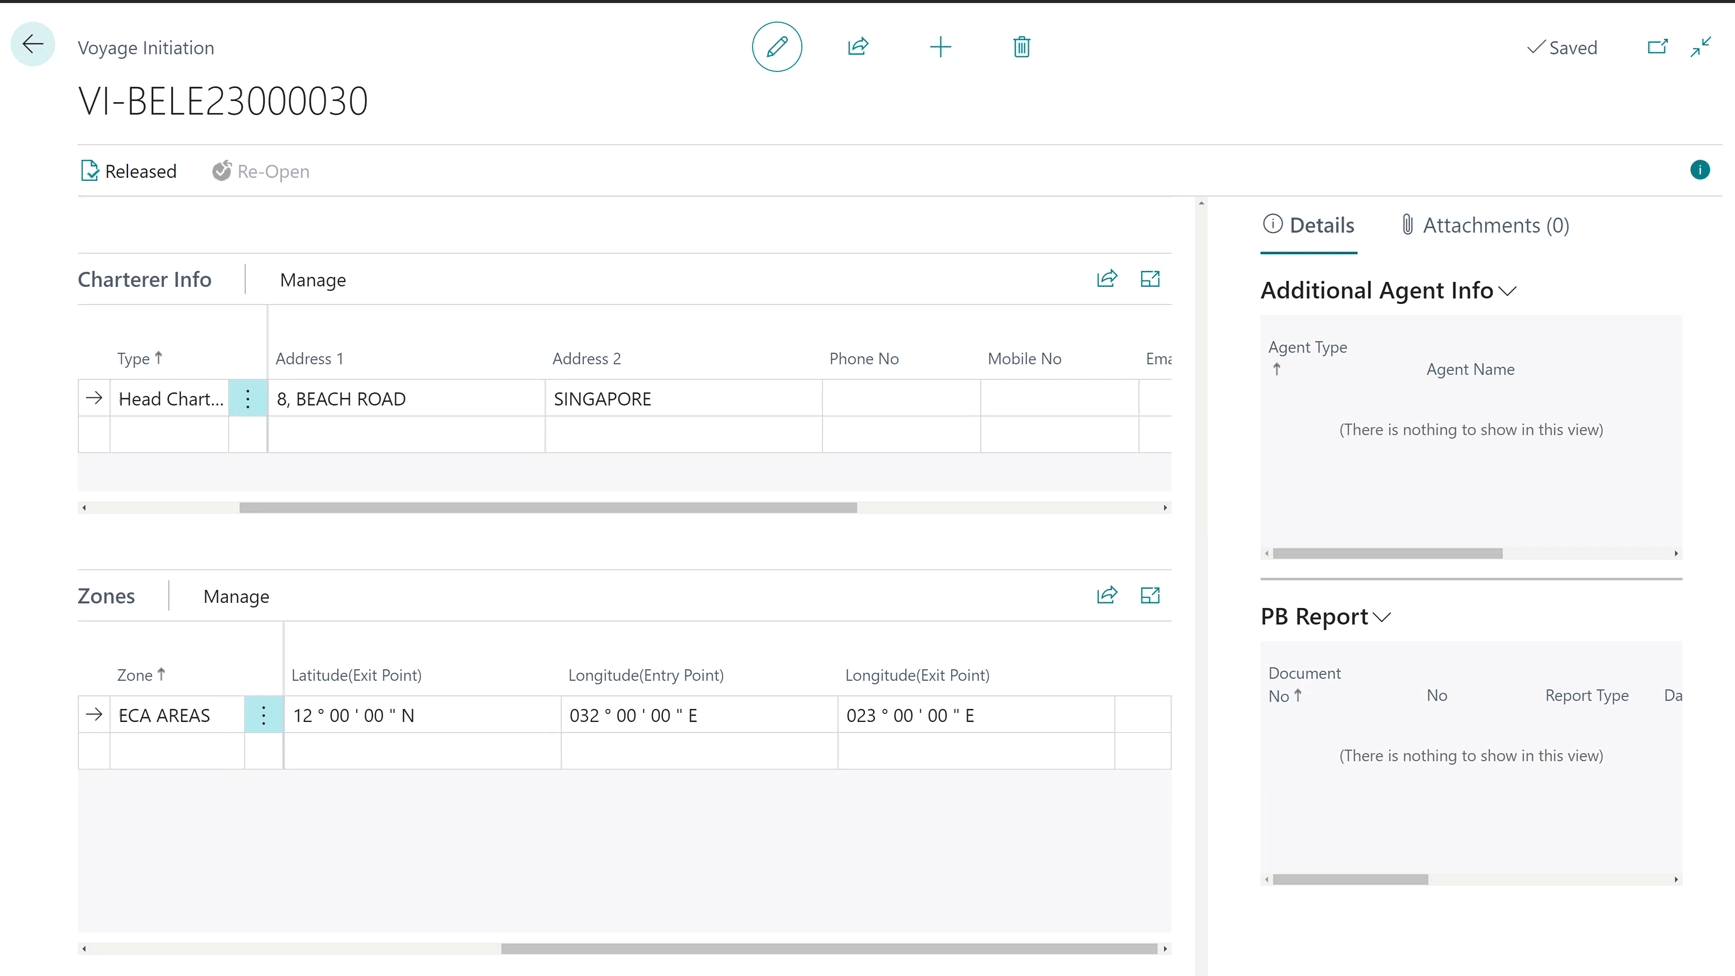 Voyage Initiation
Saved
VI-BELE23000030
Released
Re-Open
Details
Attachments (0)
Charterer Info
Manage
Additional Agent Info
Type ↑
Address 1
Address 2
Phone No
Mobile No
Ema
Agent Type
↑
Agent Name
Head Chart...
8, BEACH ROAD
SINGAPORE
(There is nothing to show in this view)
Zones
Manage
PB Report
Zone ↑
Latitude(Exit Point)
Longitude(Entry Point)
Longitude(Exit Point)
Document
No ↑
No
Report Type
Da
ECA AREAS
12 ° 00 ' 00 " N
032 ° 00 ' 00 " E
023 ° 00 ' 00 " E
(There is nothing to show in this view)